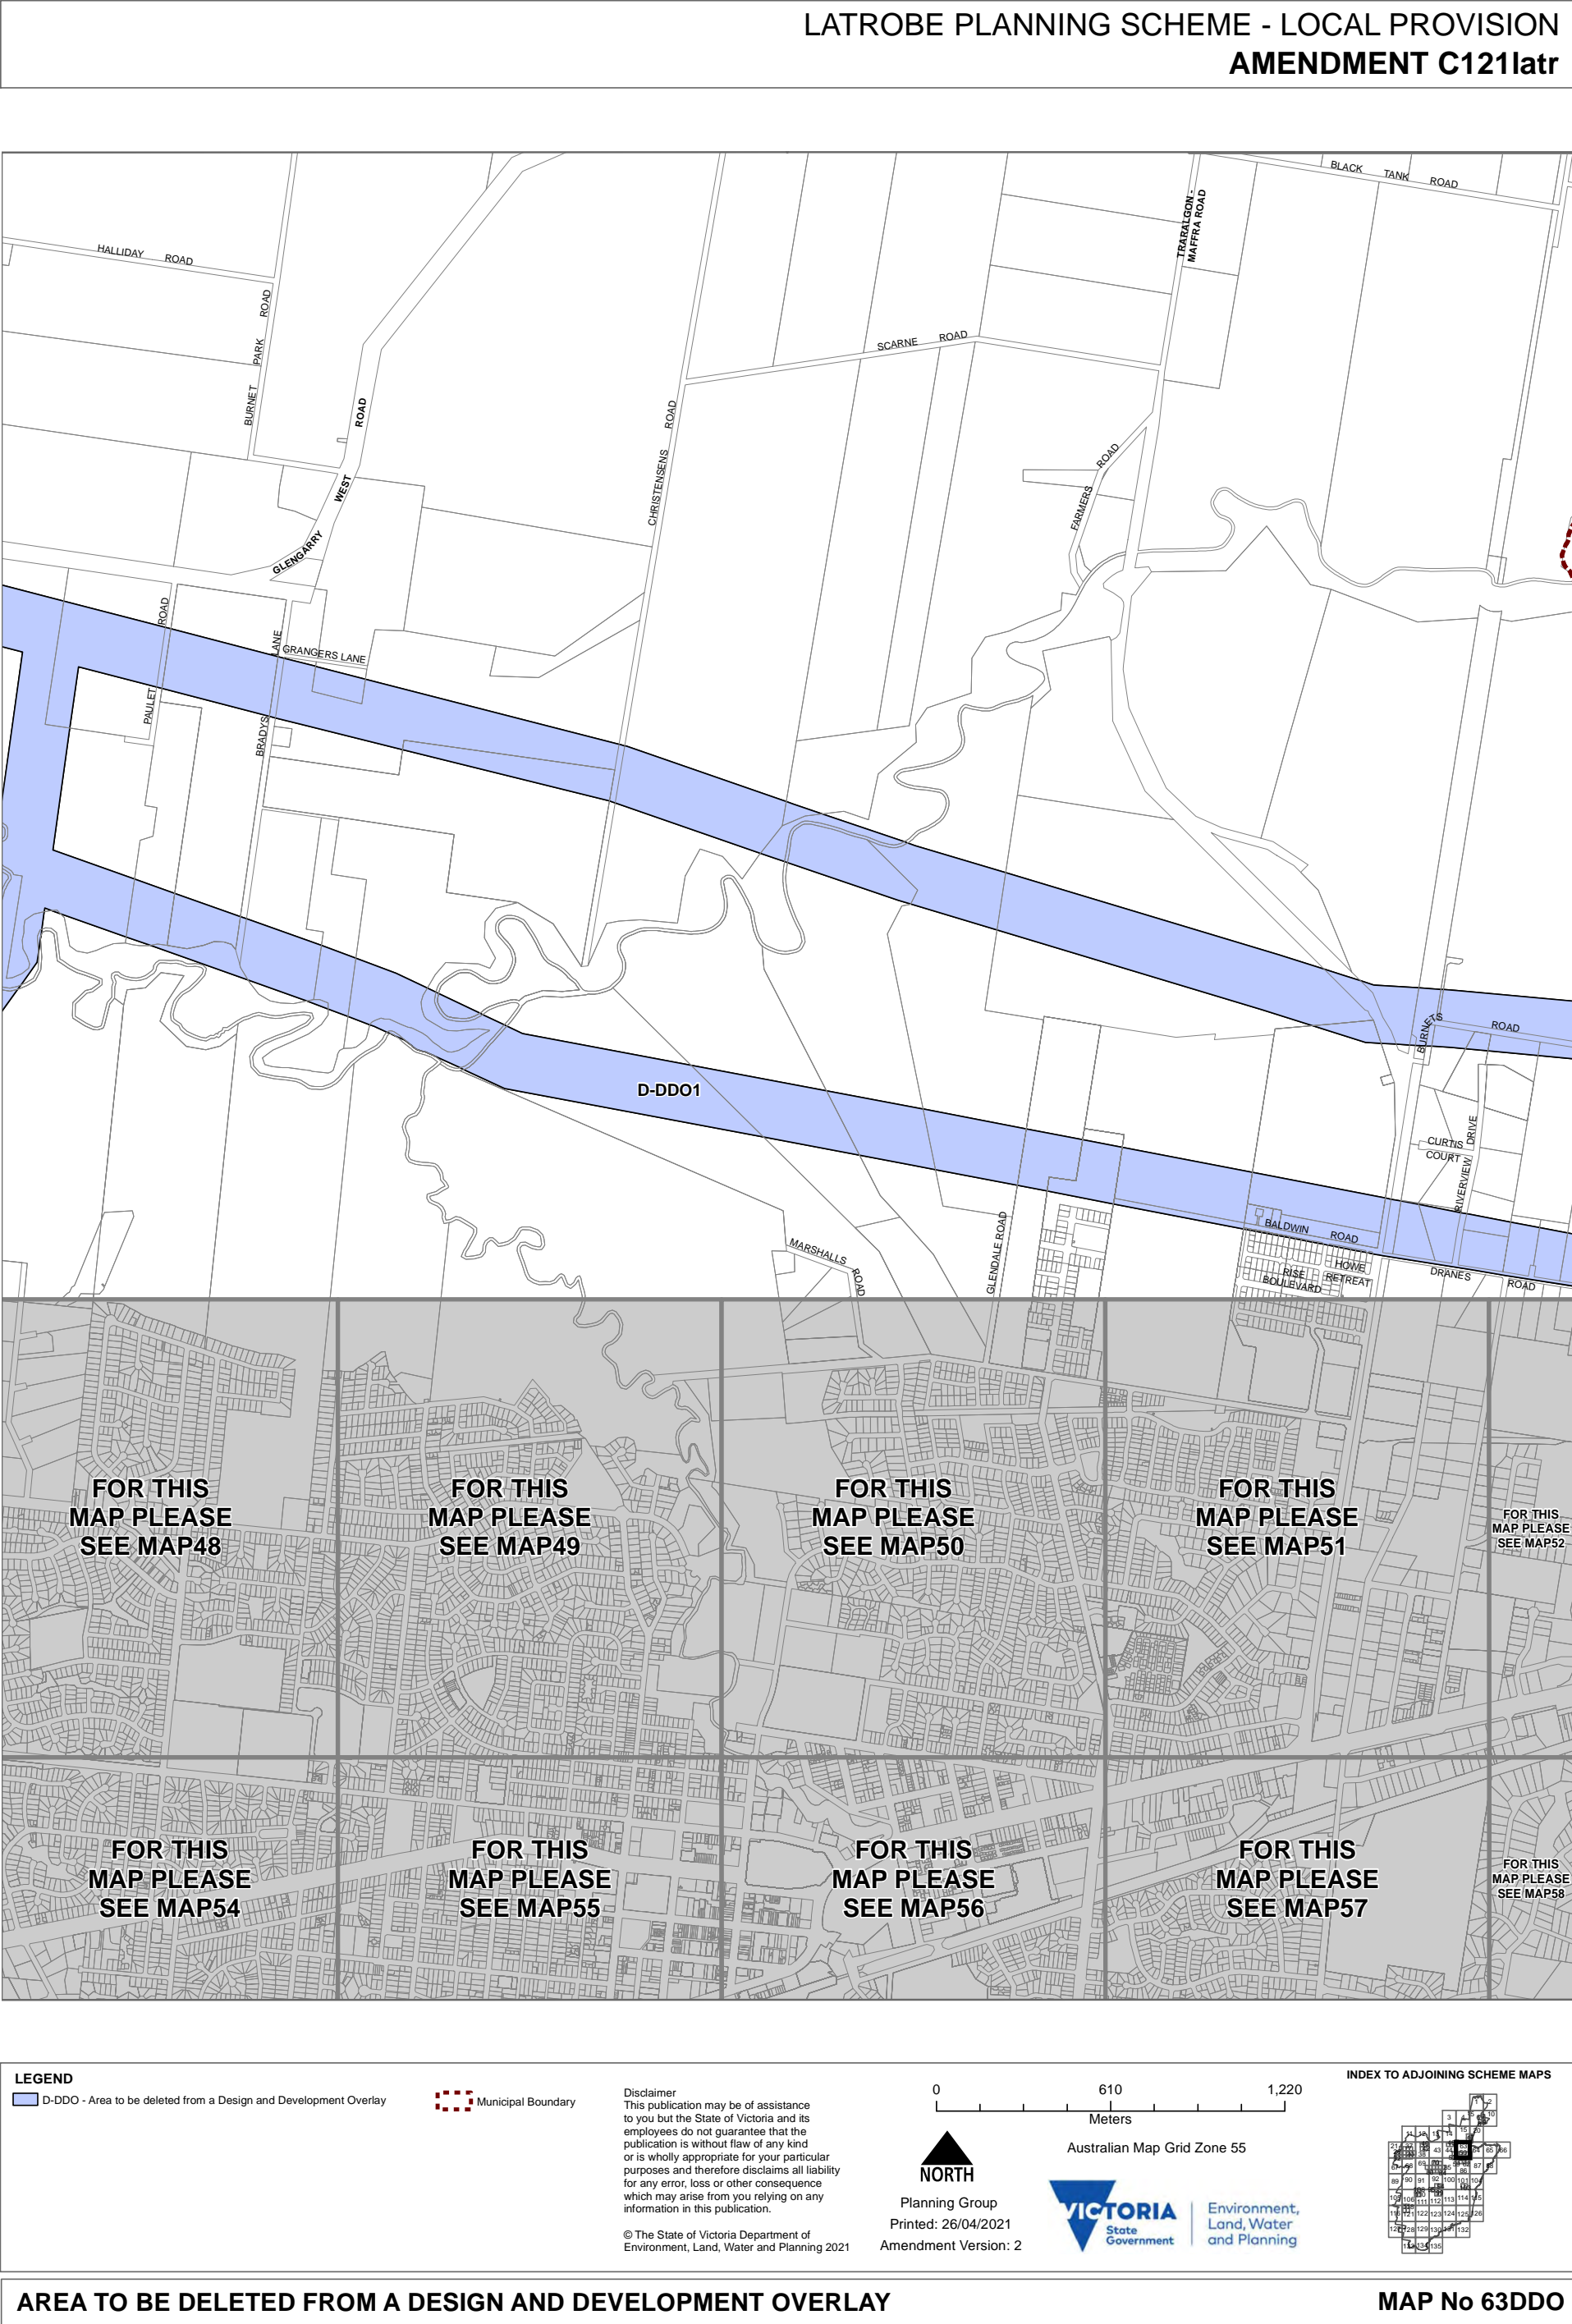 LATROBE PLANNING SCHEME - LOCAL PROVISION
AMENDMENT C121latr
BLACK TANK ROAD
TRARALGON -
MAFFRA ROAD
HALLIDAY ROAD
BURNET PARK ROAD
SCARNE ROAD
GLENGARRY WEST ROAD
CHRISTENSENS ROAD
FARMERS ROAD
PAULET ROAD
BRADYS LANE
GRANGERS LANE
BURNETS ROAD
D-DDO1
CURTIS
COURT
RIVERVIEW DRIVE
MARSHALLS ROAD
GLENDALE ROAD
BALDWIN ROAD
HOWE
RETREAT
RISE
BOULEVARD
DRANES ROAD
FOR THIS
MAP PLEASE
SEE MAP48
FOR THIS
MAP PLEASE
SEE MAP49
FOR THIS
MAP PLEASE
SEE MAP50
FOR THIS
MAP PLEASE
SEE MAP51
FOR THIS
MAP PLEASE
SEE MAP52
FOR THIS
MAP PLEASE
SEE MAP54
FOR THIS
MAP PLEASE
SEE MAP55
FOR THIS
MAP PLEASE
SEE MAP56
FOR THIS
MAP PLEASE
SEE MAP57
FOR THIS
MAP PLEASE
SEE MAP58
LEGEND
D-DDO - Area to be deleted from a Design and Development Overlay
Municipal Boundary
Disclaimer
This publication may be of assistance
to you but the State of Victoria and its
employees do not guarantee that the
publication is without flaw of any kind
or is wholly appropriate for your particular
purposes and therefore disclaims all liability
for any error, loss or other consequence
which may arise from you relying on any
information in this publication.
© The State of Victoria Department of
Environment, Land, Water and Planning 2021
0 610 1,220
Meters
Australian Map Grid Zone 55
NORTH
Planning Group
Printed: 26/04/2021
Amendment Version: 2
VICTORIA
State
Government
Environment,
Land, Water
and Planning
INDEX TO ADJOINING SCHEME MAPS
AREA TO BE DELETED FROM A DESIGN AND DEVELOPMENT OVERLAY
MAP No 63DDO